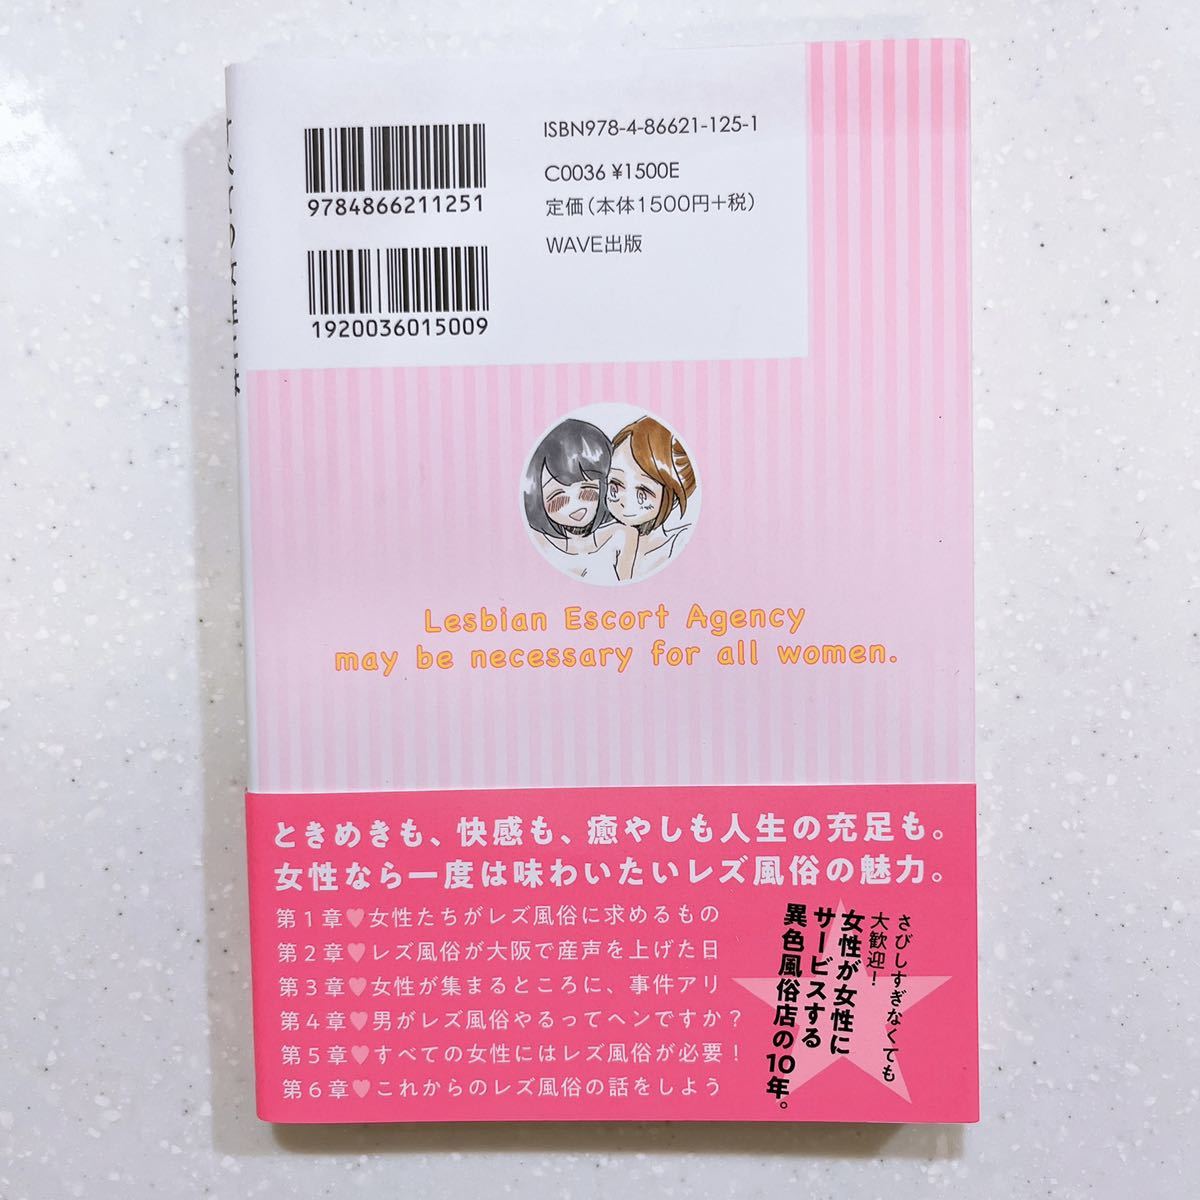 ISBN978-4-86621-125-1
C0036 ¥1500E
定価(本体1500円+税)
WAVE出版
9784866211251
1920036015009
Lesbian Escort Agency
may be necessary for all women.
ときめきも、快感も、癒やしも人生の充足も。
女性なら一度は味わいたいレズ風俗の魅力。
第1章♥女性たちがレズ風俗に求めるもの
第2章♥レズ風俗が大阪で産声を上げた日
第3章♥女性が集まるところに、事件アリ
第4章♥男がレズ風俗やるってヘンですか?
第5章♥すべての女性にはレズ風俗が必要!
第6章♥これからのレズ風俗の話をしよう
さびしすぎなくても
大歓迎!
女性が女性に
サービスする
異色風俗店の10年。